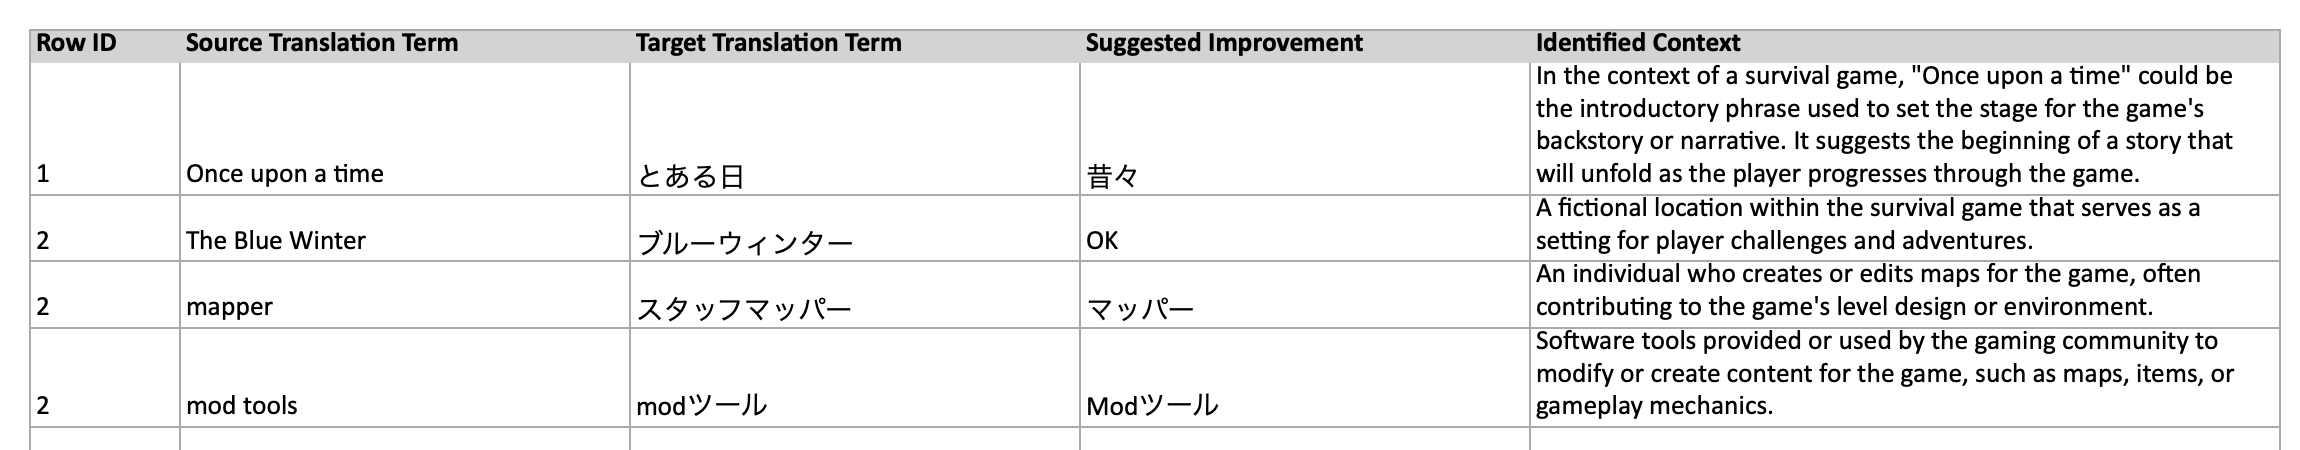 Row ID Source Translation Term Target Translation Term Suggested Improvement Identified Context
In the context of a survival game, "Once upon a time" could be
the introductory phrase used to set the stage for the game's
backstory or narrative. It suggests the beginning of a story that
1 Once upon a time とある日 昔々 will unfold as the player progresses through the game.
A fictional location within the survival game that serves as a
2 The Blue Winter ブルーウィンター OK setting for player challenges and adventures.
An individual who creates or edits maps for the game, often
2 mapper スタッフマッパー マッパー contributing to the game's level design or environment.
Software tools provided or used by the gaming community to
modify or create content for the game, such as maps, items, or
2 mod tools modツール Modツール gameplay mechanics.